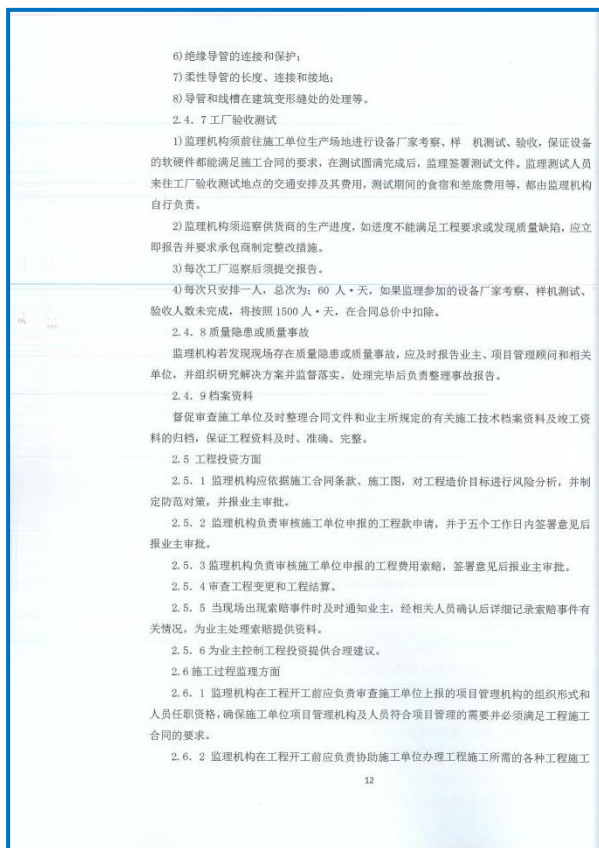 6)绝缘导管的连接和保护;
7)柔性导管的长度、连接和接地;
8)导管和线槽在建筑变形缝处的处理等。
2.4.7工厂验收测试
1)监理机构须前往施工单位生产场地进行设备厂家考察、样 机测试、验收，保证设备
的软硬件都能满足施工合同的要求，在测试圆满完成后，监理签署测试文件。监理测试人员
来往工厂验收测试地点的交通安排及其费用，测试期间的食宿和差旅费用等，都由监理机构
自行负责。
2)监理机构须巡察供货商的生产进度，如进度不能满足工程要求或发现质量缺陷，应立
即报告并要求承包商制定整改措施。
3)每次工厂巡察后须提交报告。
4)每次只安排一人，总次为：60 人·天，如果监理参加的设备厂家考察、样机测试、
验收人数未完成，将按照1500人·天，在合同总价中扣除。
2.4.8质量隐患或质量事故
监理机构若发现现场存在质量隐患或质量事故，应及时报告业主、项目管理顾问和相关
单位，并组织研究解决方案并监督落实。处理完毕后负责整理事故报告。
2.4.9档案资料
督促审查施工单位及时整理合同文件和业主所规定的有关施工技术档案资料及竣工资
料的归档，保证工程资料及时、准确、完整。
2.5 工程投资方面
2.5.1 监理机构应依据施工合同条款、施工图，对工程造价目标进行风险分析，并制
定防范对策，并报业主审批。
2.5.2 监理机构负责审核施工单位申报的工程款申请，并于五个工作日内签署意见后
报业主审批。
2.5.3监理机构负责审核施工单位申报的工程费用索赔，签署意见后报业主审批。
2.5.4审查工程变更和工程结算。
2.5.5 当现场出现索赔事件时及时通知业主，经相关人员确认后详细记录索赔事件有
关情况，为业主处理索赔提供资料。
2.5.6为业主控制工程投资提供合理建议。
2.6施工过程监理方面
2.6.1 监理机构在工程开工前应负责审查施工单位上报的项目管理机构的组织形式和
人员任职资格，确保施工单位项目管理机构及人员符合项目管理的需要并必须满足工程施工
合同的要求。
2.6.2 监理机构在工程开工前应负责协助施工单位办理工程施工所需的各种工程施工
12